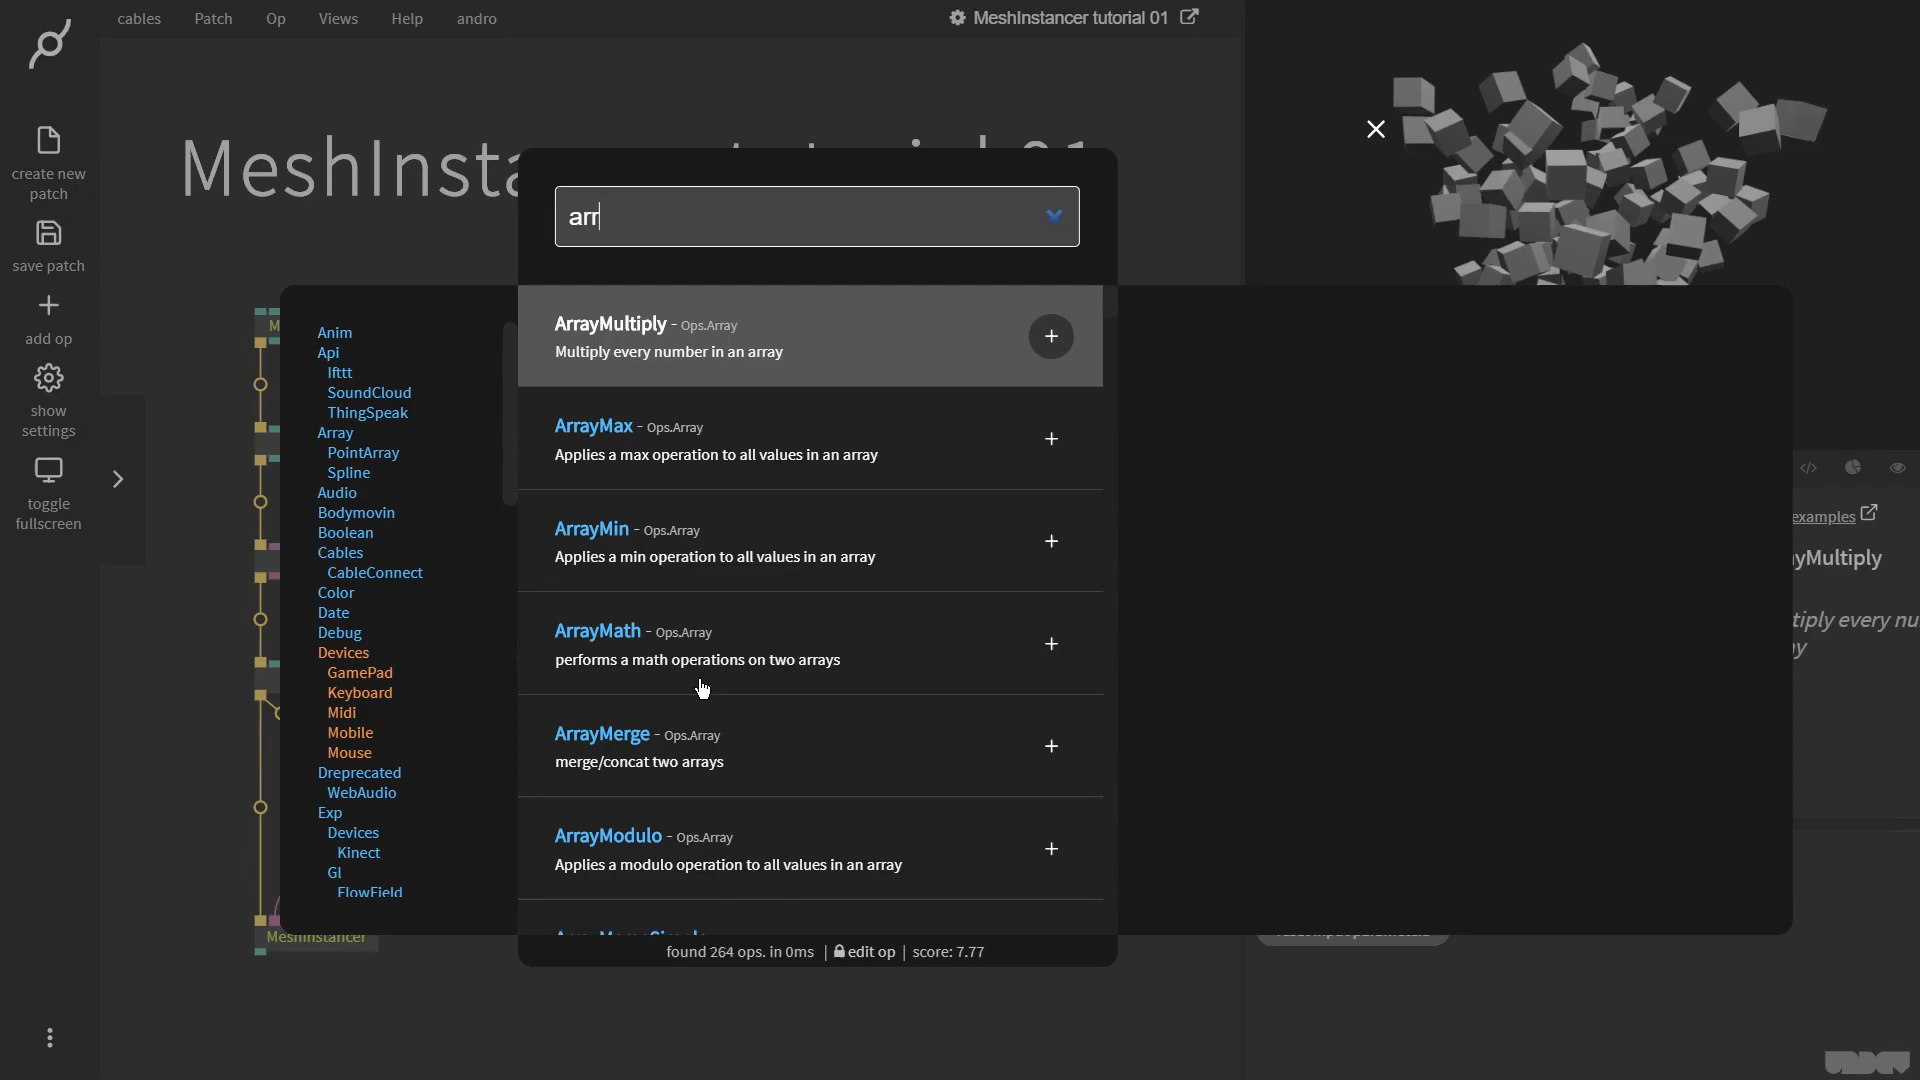 cables Patch Op Views Help andro
MeshInstancer tutorial 01
create new
patch
save patch
add op
show
settings
toggle
fullscreen
arr
Anim
Api
Ifttt
SoundCloud
ThingSpeak
Array
PointArray
Spline
Audio
Bodymovin
Boolean
Cables
CableConnect
Color
Date
Debug
Devices
GamePad
Keyboard
Midi
Mobile
Mouse
Dreprecated
WebAudio
Exp
Devices
Kinect
Gl
FlowField
ArrayMultiply - Ops.Array
Multiply every number in an array
ArrayMax - Ops.Array
Applies a max operation to all values in an array
ArrayMin - Ops.Array
Applies a min operation to all values in an array
ArrayMath - Ops.Array
performs a math operations on two arrays
ArrayMerge - Ops.Array
merge/concat two arrays
ArrayModulo - Ops.Array
Applies a modulo operation to all values in an array
found 264 ops. in 0ms | edit op | score: 7.77
examples
yMultiply
tiply every nu
MeshInstancer